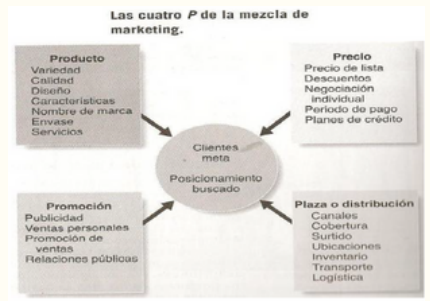 Las cuatro P de la mezcla de
marketing.
Producto
Variedad
Calidad
Diseño
Características
Nombre de marca
Envase
Servicios
Precio
Precio de lista
Descuentos
Negociación
individual
Periodo de pago
Planes de crédito
Clientes
meta
Posicionamiento
buscado
Promoción
Publicidad
Ventas personales
Promoción de
ventas
Relaciones públicas
Plaza o distribución
Canales
Cobertura
Surtido
Ubicaciones
Inventario
Transporte
Logística